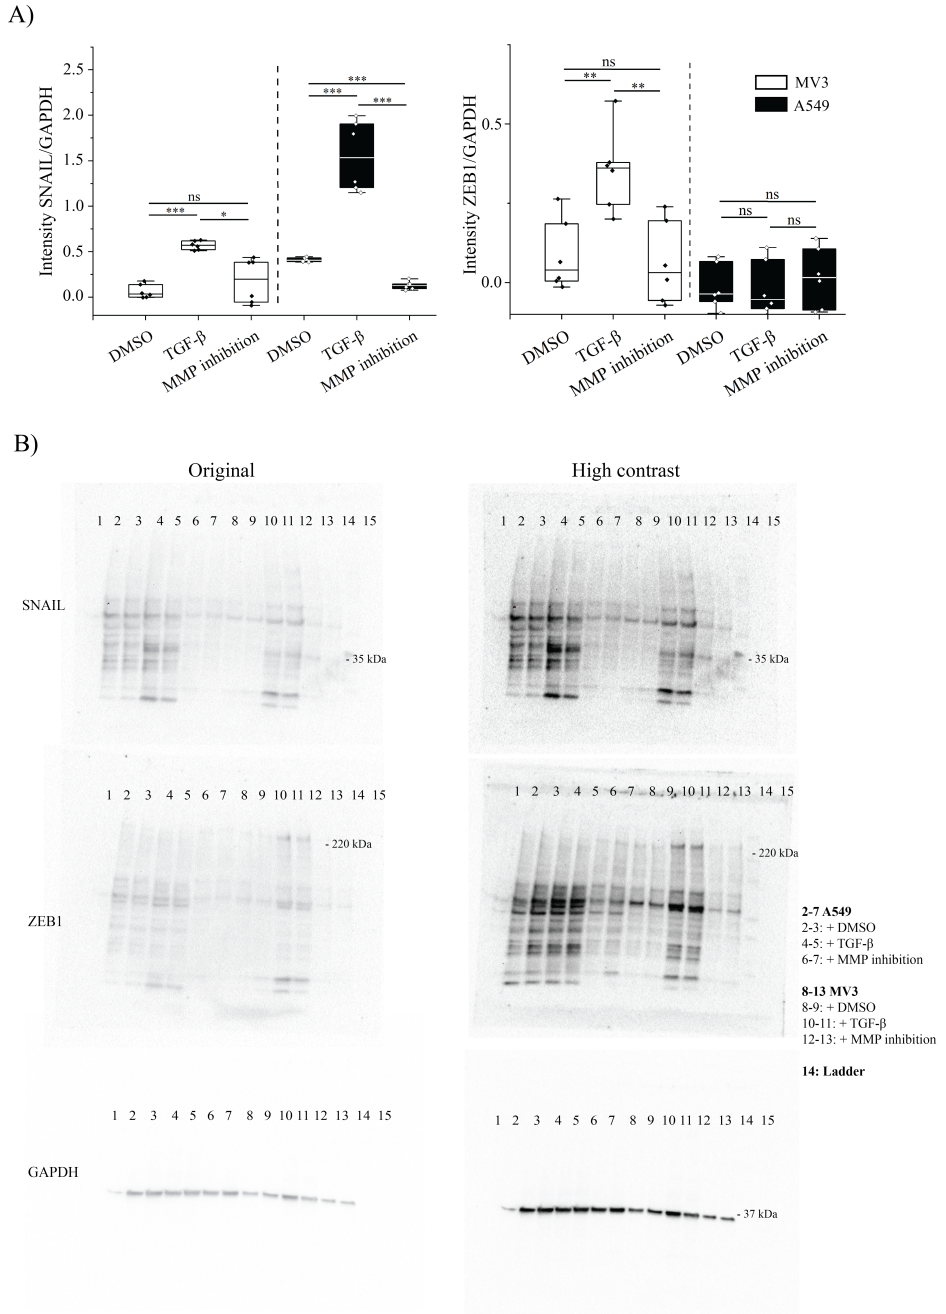 A)
Intensity SNAIL/GAPDH
2.5
2.0
1.5
1.0
0.5
0.0
ns
***
*
***
***
***
DMSO
TGF-β
MMP inhibition
DMSO
TGF-β
MMP inhibition
Intensity ZEB1/GAPDH
0.5
0.0
ns
**
**
ns
ns
ns
MV3
A549
DMSO
TGF-β
MMP inhibition
DMSO
TGF-β
MMP inhibition
B)
Original
High contrast
1 2 3 4 5 6 7 8 9 10 11 12 13 14 15
1 2 3 4 5 6 7 8 9 10 11 12 13 14 15
SNAIL
- 35 kDa
- 35 kDa
1 2 3 4 5 6 7 8 9 10 11 12 13 14 15
1 2 3 4 5 6 7 8 9 10 11 12 13 14 15
- 220 kDa
- 220 kDa
ZEB1
2-7 A549
2-3: + DMSO
4-5: + TGF-β
6-7: + MMP inhibition
8-13 MV3
8-9: + DMSO
10-11: + TGF-β
12-13: + MMP inhibition
14: Ladder
1 2 3 4 5 6 7 8 9 10 11 12 13 14 15
1 2 3 4 5 6 7 8 9 10 11 12 13 14 15
GAPDH
- 37 kDa